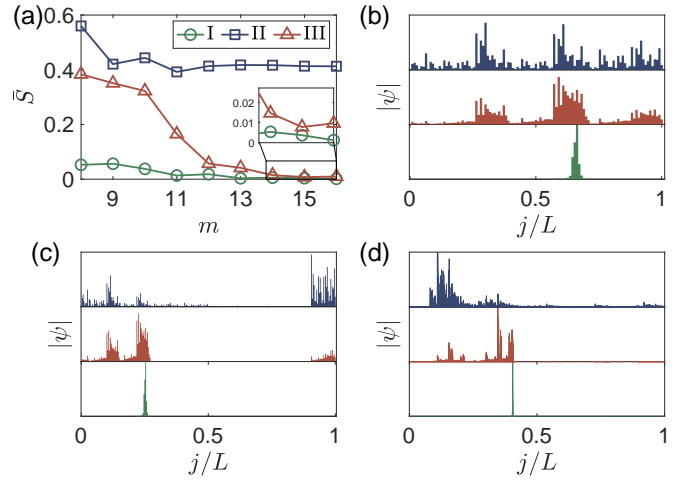 (a)
0.6
0.4
0.2
0
S̄
I II III
0.02
0.01
0
9 11 13 15
m
(b)
|ψ|
0 0.5 1
j/L
(c)
|ψ|
0 0.5 1
j/L
(d)
|ψ|
0 0.5 1
j/L